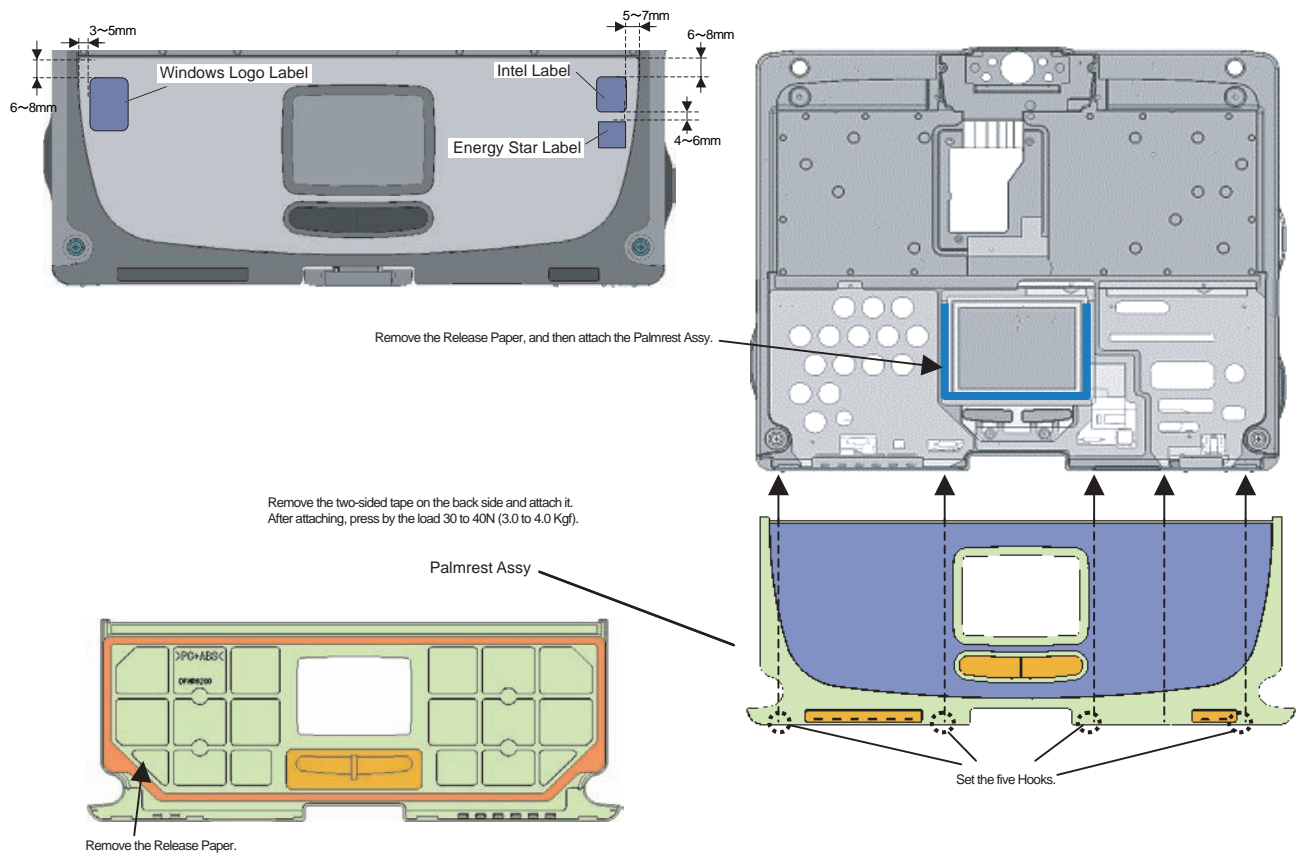 3～5mm
5～7mm
6～8mm
Windows Logo Label
Intel Label
6～8mm
4～6mm
Energy Star Label
Remove the Release Paper, and then attach the Palmrest Assy.
Remove the two-sided tape on the back side and attach it.
After attaching, press by the load 30 to 40N (3.0 to 4.0 Kgf).
Palmrest Assy
>PC+ABS<
Set the five Hooks.
Remove the Release Paper.